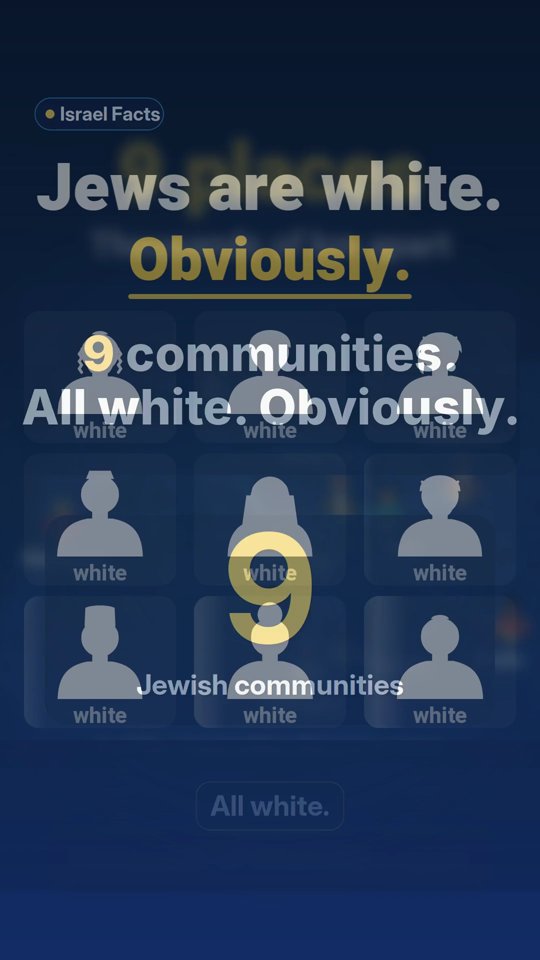 Israel Facts
Jews are white.
Obviously.
9 communities.
All white. Obviously.
white
white
white
white
white
white
9
Jewish communities
white
white
white
All white.